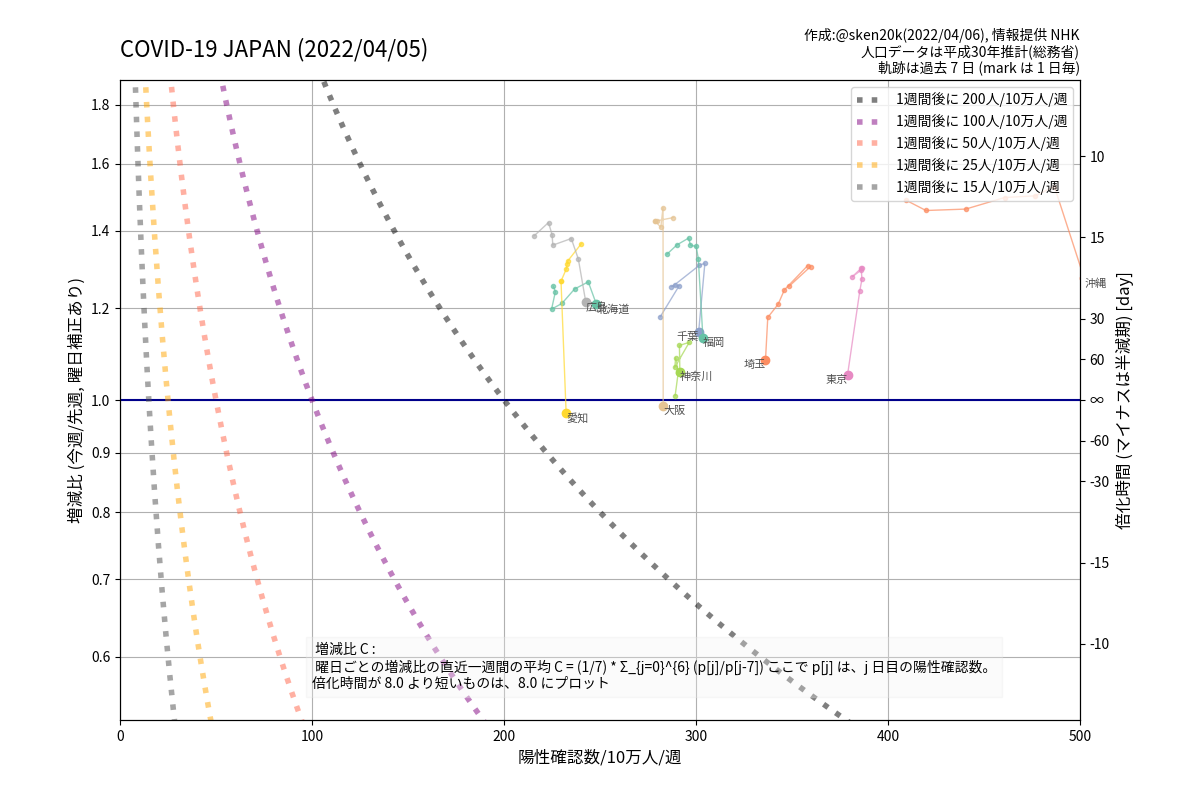 COVID-19 JAPAN (2022/04/05)
作成:@sken20k(2022/04/06), 情報提供 NHK
人口データは平成30年推計(総務省)
軌跡は過去 7 日 (mark は 1 日毎)
1週間後に 200人/10万人/週
1週間後に 100人/10万人/週
1週間後に 50人/10万人/週
1週間後に 25人/10万人/週
1週間後に 15人/10万人/週
増減比 (今週/先週, 曜日補正あり)
1.8
1.6
1.4
1.2
1.0
0.9
0.8
0.7
0.6
倍化時間 (マイナスは半減期) [day]
10
15
30
60
∞
-60
-30
-15
-10
沖縄
広島
北海道
千葉
福岡
埼玉
神奈川
東京
大阪
愛知
増減比 C :
曜日ごとの増減比の直近一週間の平均 C = (1/7) * Σ_{j=0}^{6} (p[j]/p[j-7]) ここで p[j] は、j 日目の陽性確認数。
倍化時間が 8.0 より短いものは、8.0 にプロット
0
100
200
300
400
500
陽性確認数/10万人/週